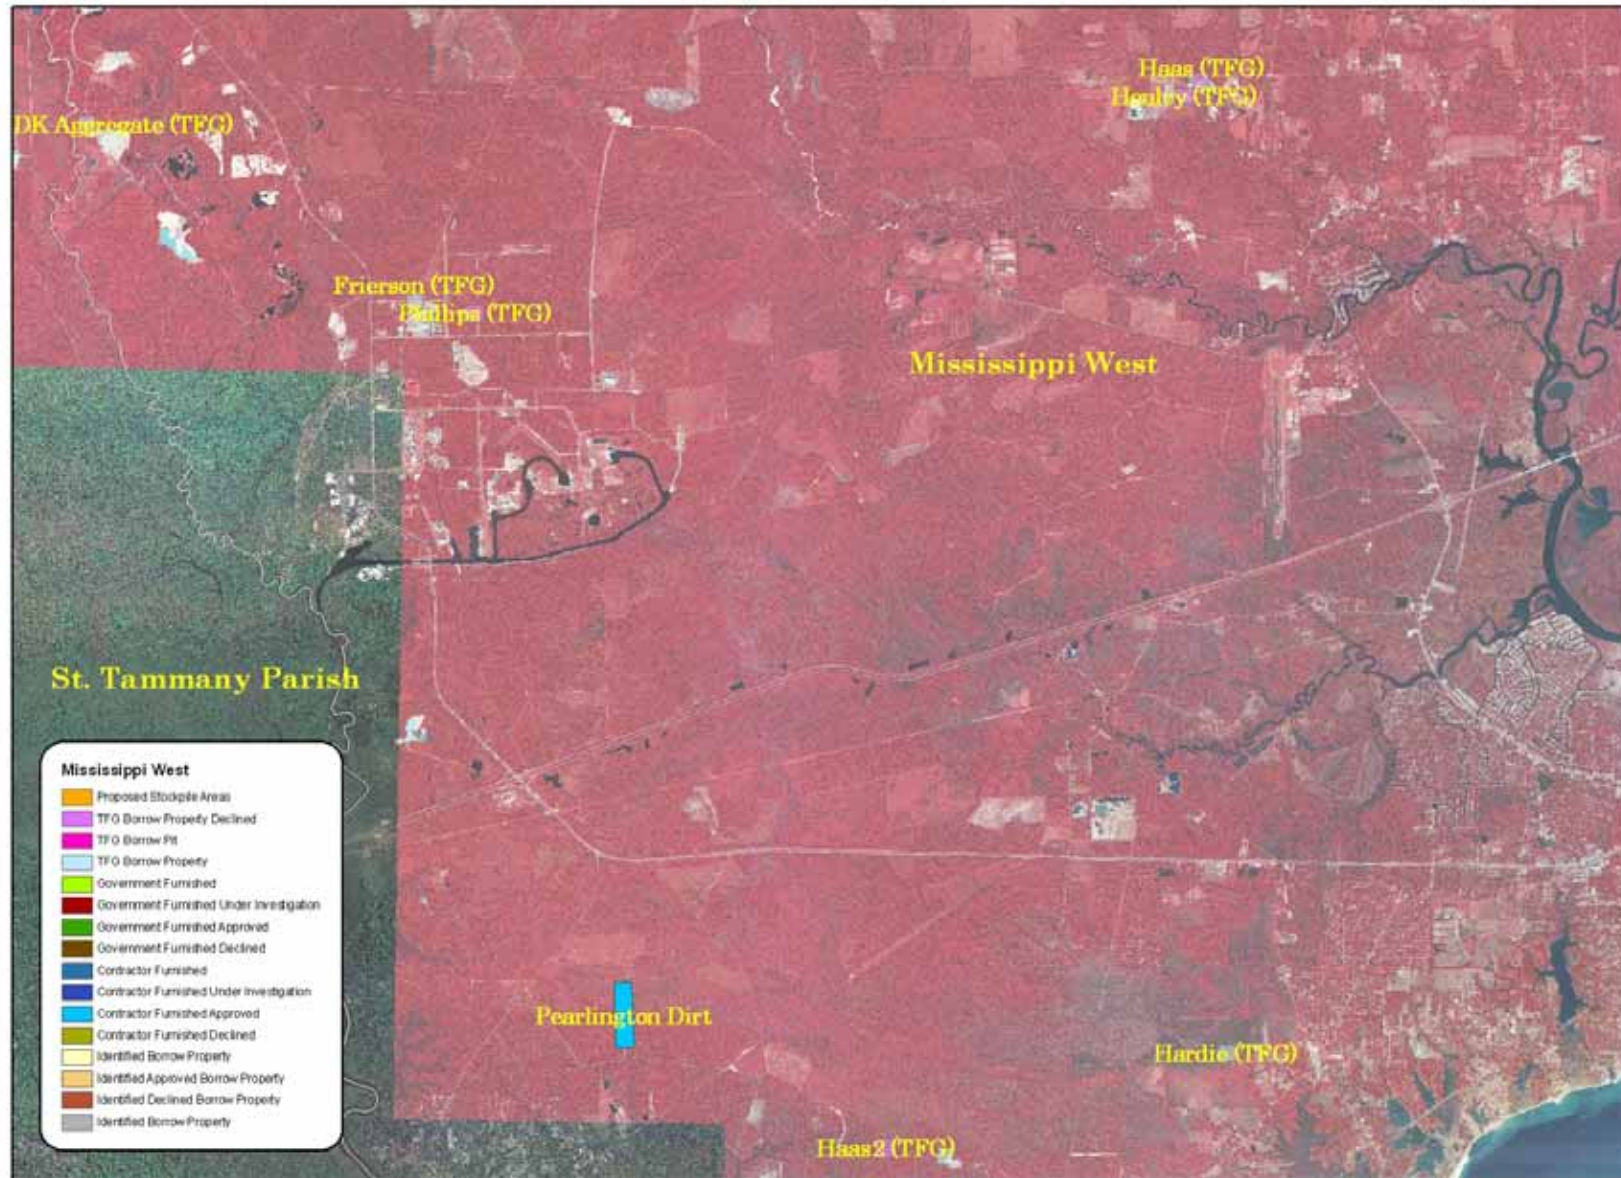 Haas (TFG)
Henley (TFG)
DK Aggregate (TFG)
Frierson (TFG)
Phillips (TFG)
Mississippi West
St. Tammany Parish
Mississippi West
Proposed Stockpile Areas
TFG Borrow Property Declined
TFG Borrow Pit
TFG Borrow Property
Government Furnished
Government Furnished Under Investigation
Government Furnished Approved
Government Furnished Declined
Contractor Furnished
Contractor Furnished Under Investigation
Contractor Furnished Approved
Contractor Furnished Declined
Identified Borrow Property
Identified Approved Borrow Property
Identified Declined Borrow Property
Identified Borrow Property
Pearlington Dirt
Hardie (TFG)
Haas2 (TFG)